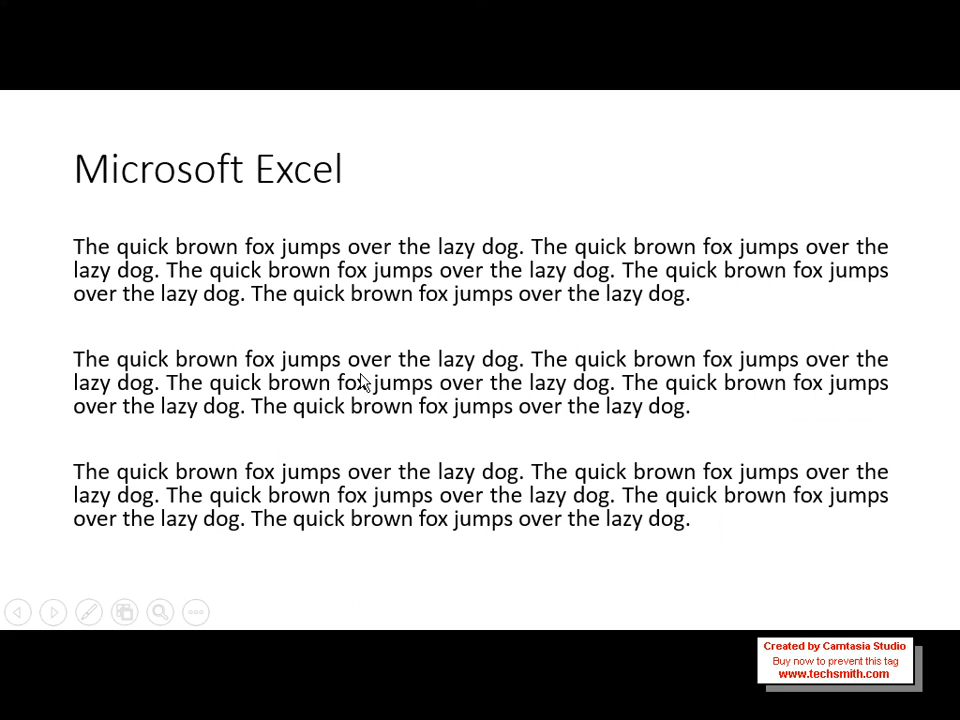 Microsoft Excel
The quick brown fox jumps over the lazy dog. The quick brown fox jumps over the
lazy dog. The quick brown fox jumps over the lazy dog. The quick brown fox jumps
over the lazy dog. The quick brown fox jumps over the lazy dog.
The quick brown fox jumps over the lazy dog. The quick brown fox jumps over the
lazy dog. The quick brown fox jumps over the lazy dog. The quick brown fox jumps
over the lazy dog. The quick brown fox jumps over the lazy dog.
The quick brown fox jumps over the lazy dog. The quick brown fox jumps over the
lazy dog. The quick brown fox jumps over the lazy dog. The quick brown fox jumps
over the lazy dog. The quick brown fox jumps over the lazy dog.
Created by Camtasia Studio
Buy now to prevent this tag
www.techsmith.com